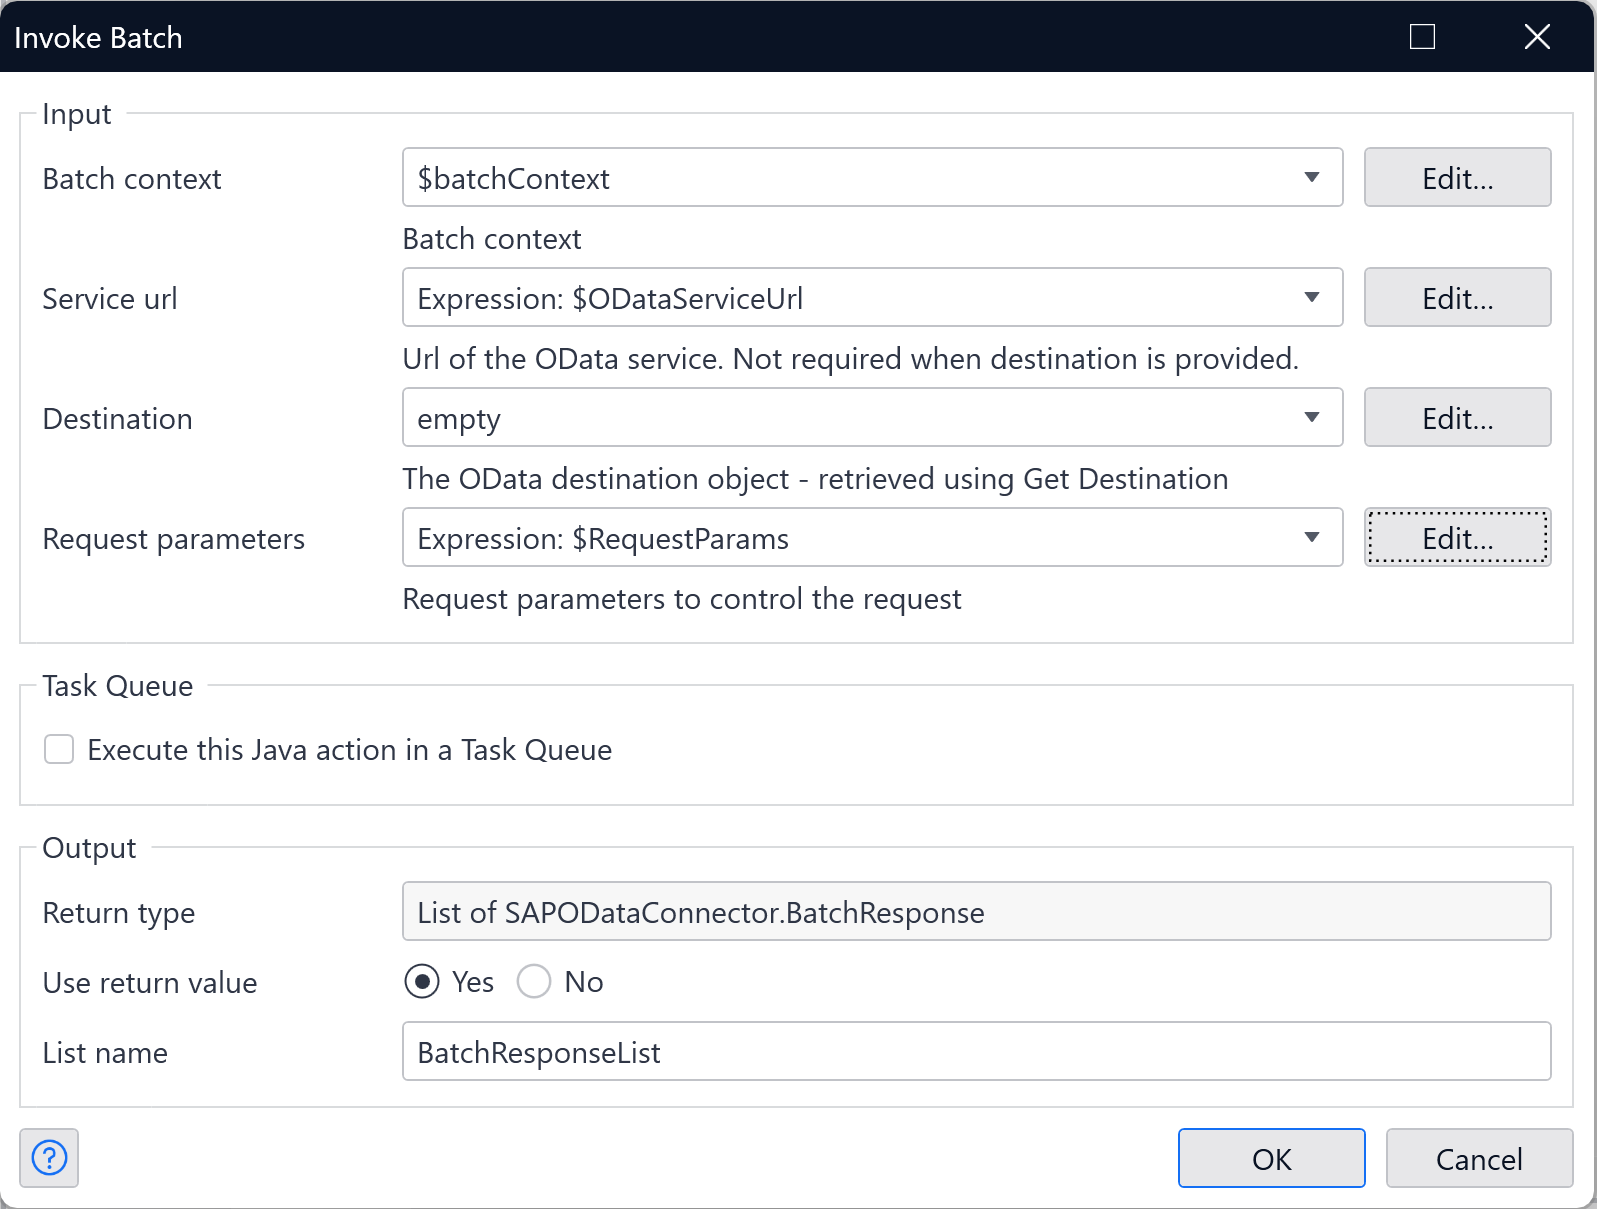 Invoke Batch
Input
Batch context
$batchContext
Edit...
Batch context
Service url
Expression: $ODataServiceUrl
Edit...
Url of the OData service. Not required when destination is provided.
Destination
empty
Edit...
The OData destination object - retrieved using Get Destination
Request parameters
Expression: $RequestParams
Edit...
Request parameters to control the request
Task Queue
Execute this Java action in a Task Queue
Output
Return type
List of SAPODataConnector.BatchResponse
Use return value
Yes
No
List name
BatchResponseList
?
OK
Cancel